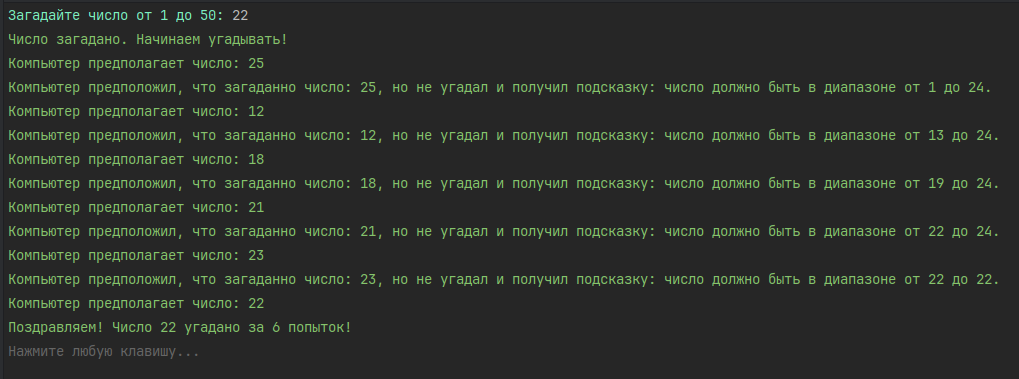 Загадайте число от 1 до 50: 22
Число загадано. Начинаем угадывать!
Компьютер предполагает число: 25
Компьютер предположил, что загаданно число: 25, но не угадал и получил подсказку: число должно быть в диапазоне от 1 до 24.
Компьютер предполагает число: 12
Компьютер предположил, что загаданно число: 12, но не угадал и получил подсказку: число должно быть в диапазоне от 13 до 24.
Компьютер предполагает число: 18
Компьютер предположил, что загаданно число: 18, но не угадал и получил подсказку: число должно быть в диапазоне от 19 до 24.
Компьютер предполагает число: 21
Компьютер предположил, что загаданно число: 21, но не угадал и получил подсказку: число должно быть в диапазоне от 22 до 24.
Компьютер предполагает число: 23
Компьютер предположил, что загаданно число: 23, но не угадал и получил подсказку: число должно быть в диапазоне от 22 до 22.
Компьютер предполагает число: 22
Поздравляем! Число 22 угадано за 6 попыток!
Нажмите любую клавишу...